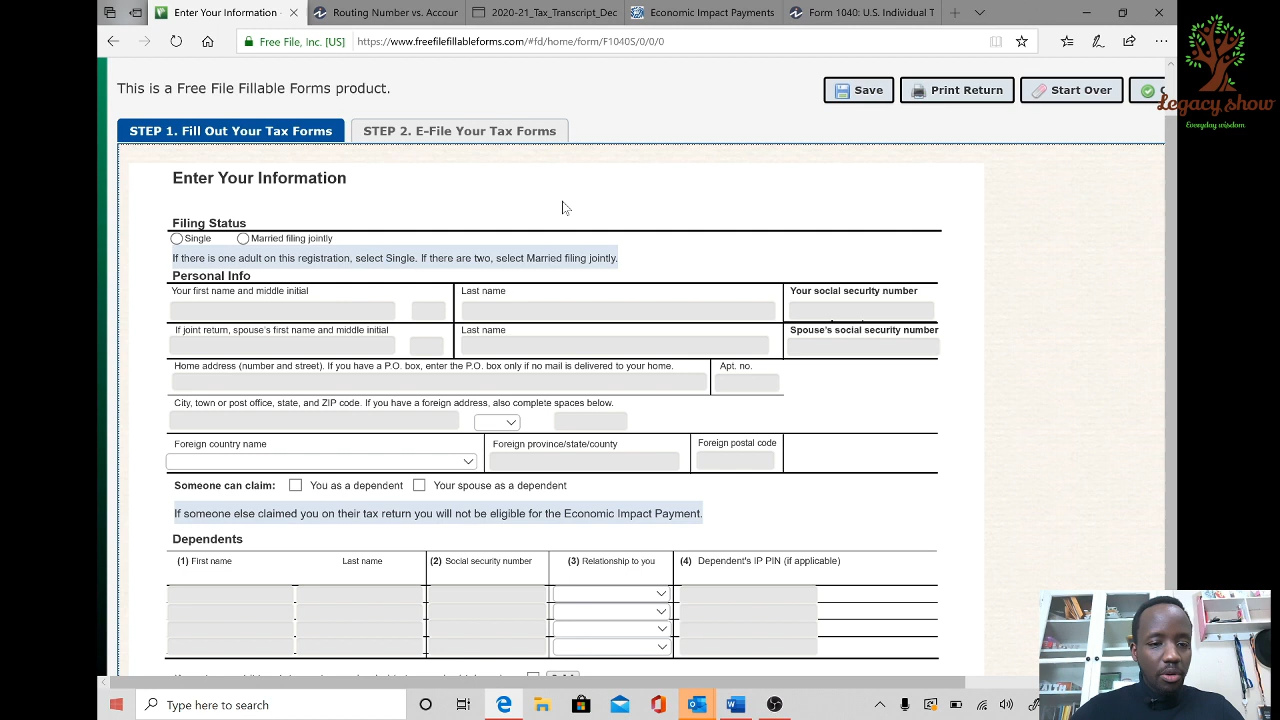 Enter Your Information -
Routing Number vs. Accour
2020-21_Tax_Transcript-Dec
Economic Impact Payments
Form 1040: U.S. Individual T
Free File, Inc. [US]
https://www.freefilefillableforms.com/#fd/home/form/F1040S/0/0/0
legacy show
Everyday wisdom
This is a Free File Fillable Forms product.
Save
Print Return
Start Over
STEP 1. Fill Out Your Tax Forms
STEP 2. E-File Your Tax Forms
Enter Your Information
Filing Status
Single
Married filing jointly
If there is one adult on this registration, select Single. If there are two, select Married filing jointly.
Personal Info
Your first name and middle initial
Last name
Your social security number
If joint return, spouse's first name and middle initial
Last name
Spouse's social security number
Home address (number and street). If you have a P.O. box, enter the P.O. box only if no mail is delivered to your home.
Apt. no.
City, town or post office, state, and ZIP code. If you have a foreign address, also complete spaces below.
Foreign country name
Foreign province/state/county
Foreign postal code
Someone can claim:
You as a dependent
Your spouse as a dependent
If someone else claimed you on their tax return you will not be eligible for the Economic Impact Payment.
Dependents
(1) First name
Last name
(2) Social security number
(3) Relationship to you
(4) Dependent's IP PIN (if applicable)
Type here to search